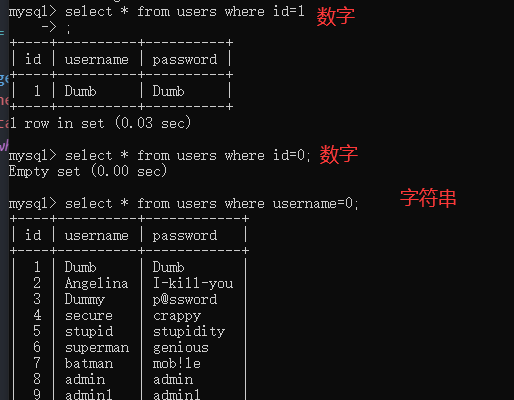 mysql> select * from users where id=1 数字
    -> ;
+----+----------+----------+
| id | username | password |
+----+----------+----------+
|  1 | Dumb     | Dumb     |
+----+----------+----------+
1 row in set (0.03 sec)
mysql> select * from users where id=0; 数字
Empty set (0.00 sec)
mysql> select * from users where username=0; 字符串
+----+----------+------------+
| id | username | password   |
+----+----------+------------+
|  1 | Dumb     | Dumb       |
|  2 | Angelina | I-kill-you |
|  3 | Dummy    | p@ssword   |
|  4 | secure   | crappy     |
|  5 | stupid   | stupidity  |
|  6 | superman | genious    |
|  7 | batman   | mob!le     |
|  8 | admin    | admin      |
|  9 | admin1   | admin1     |